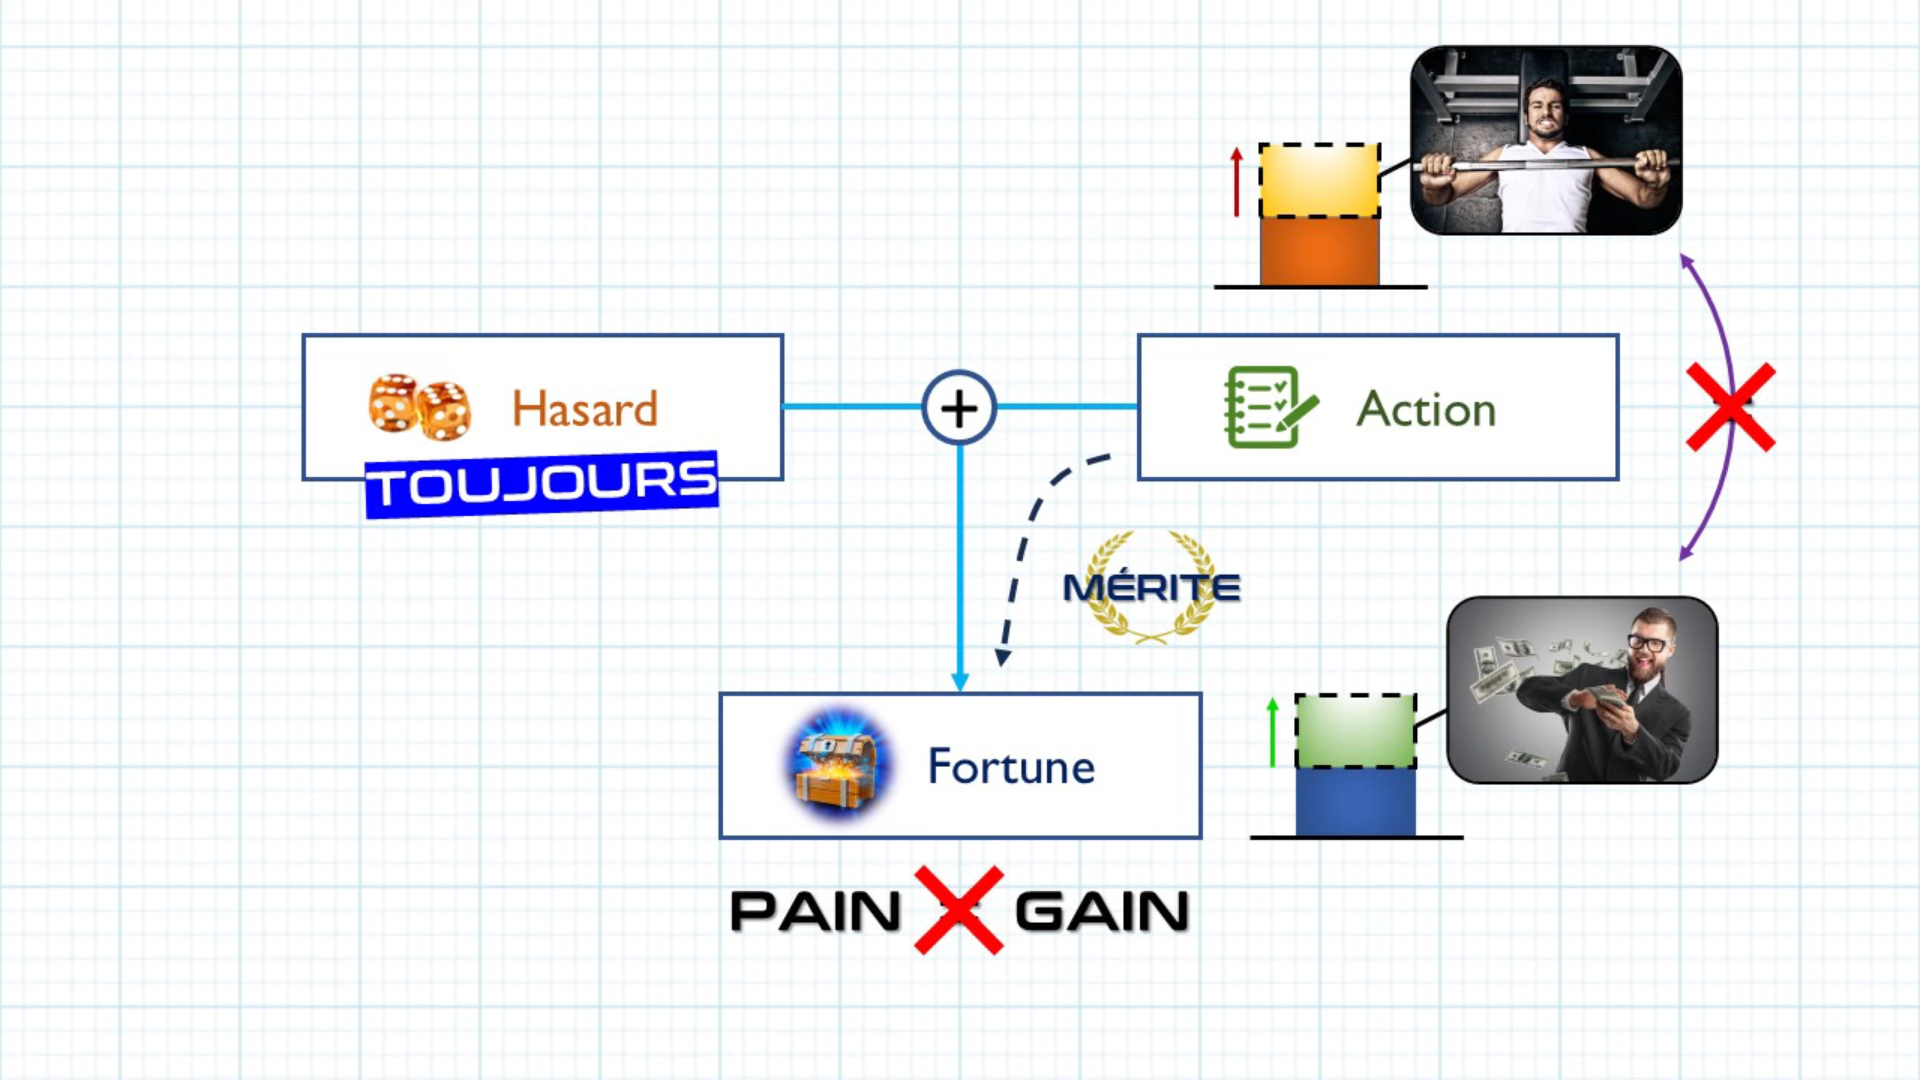 Hasard
+
Action
TOUJOURS
MÉRITE
Fortune
PAIN GAIN